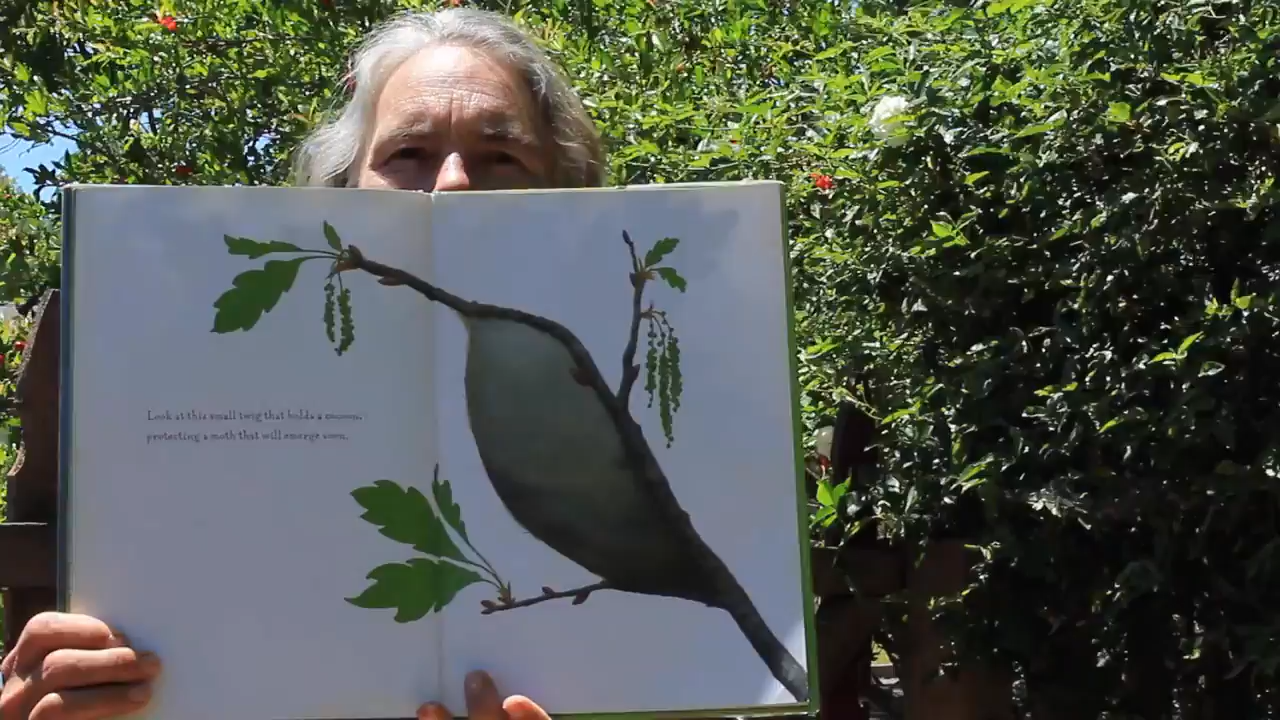 Look at this small twig that holds a cocoon,
protecting a moth that will emerge soon.